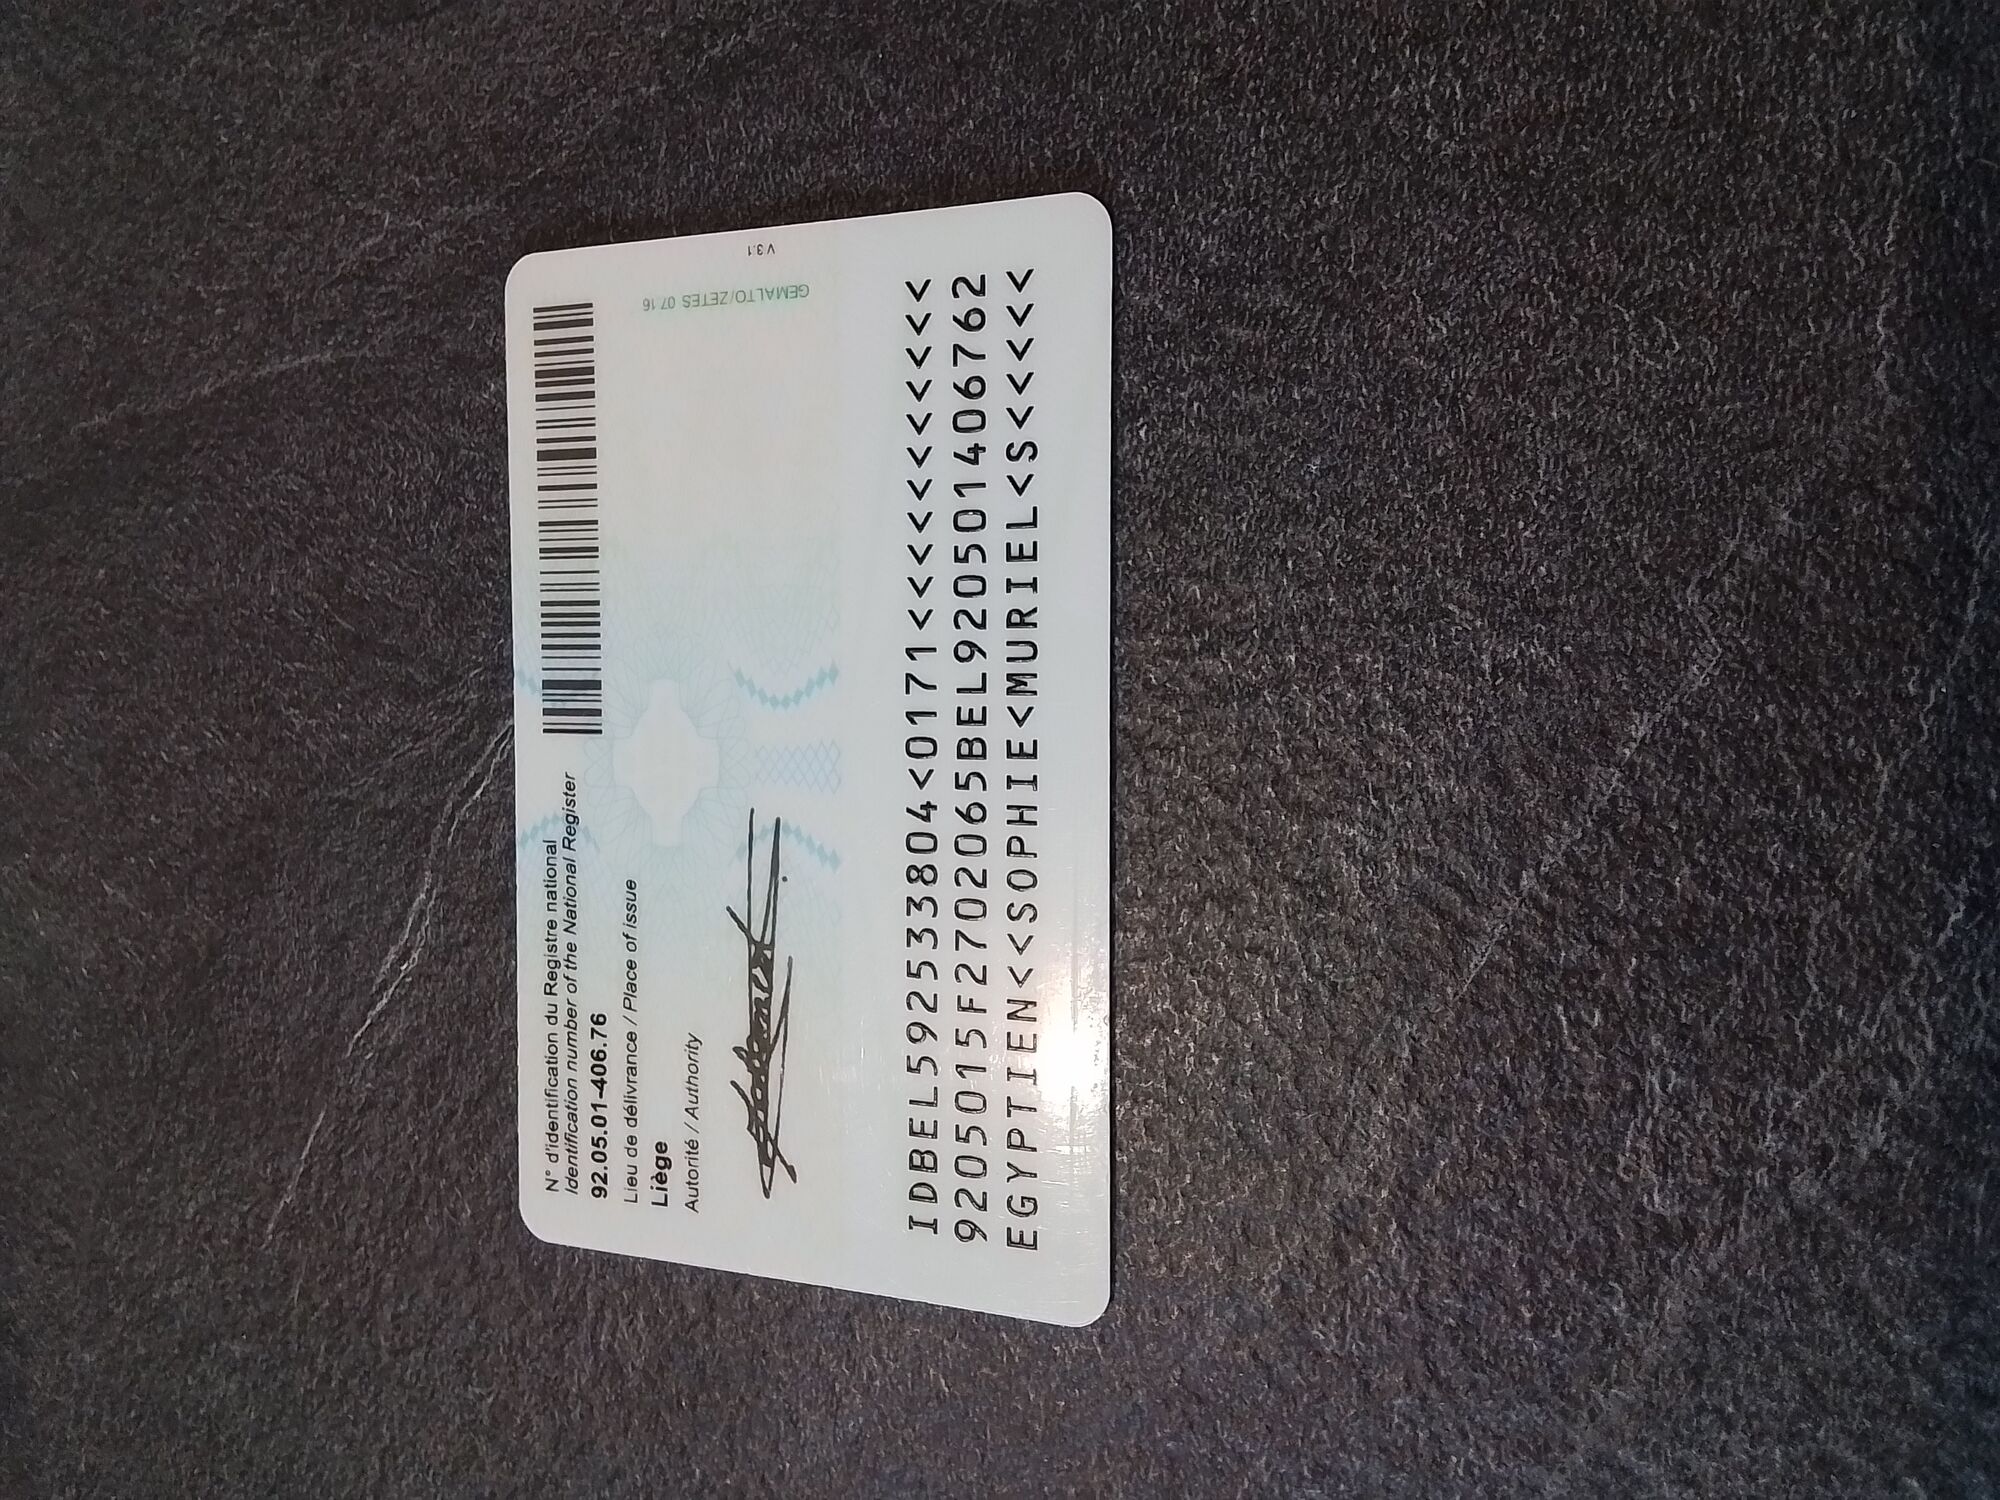 N° d'identification du Registre national
Identification number of the National Register
92.05.01-406.76
Lieu de délivrance / Place of issue
Liège
Autorité / Authority
GEMALTO/ZETES 07 16
V 3.1
IDBEL592533804<0171<<<<<<<<<<<
9205015F2702065BEL920501406762
EGYPTIEN<<SOPHIE<MURIEL<S<<<<<